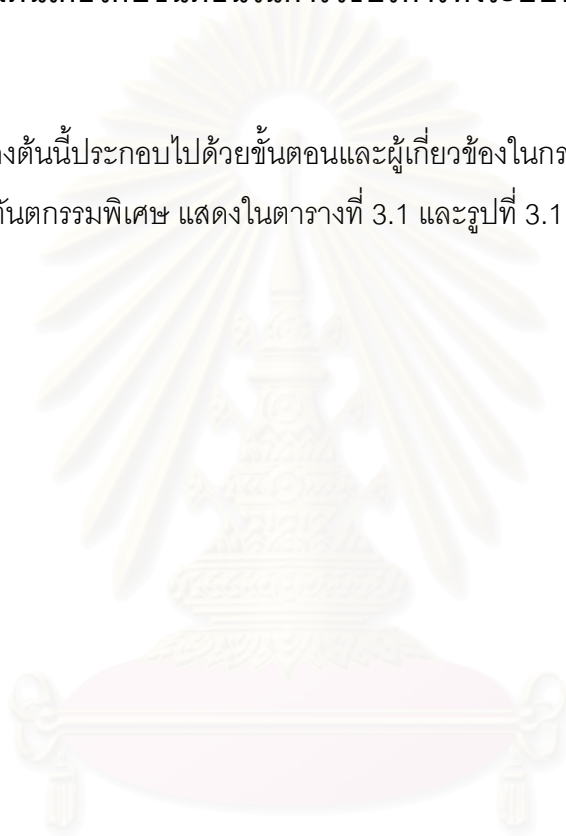 งต้นนี้ประกอบไปด้วยขั้นตอนและผู้เกี่ยวข้องในกร
ทันตกรรมพิเศษ แสดงในตารางที่ 3.1 และรูปที่ 3.1